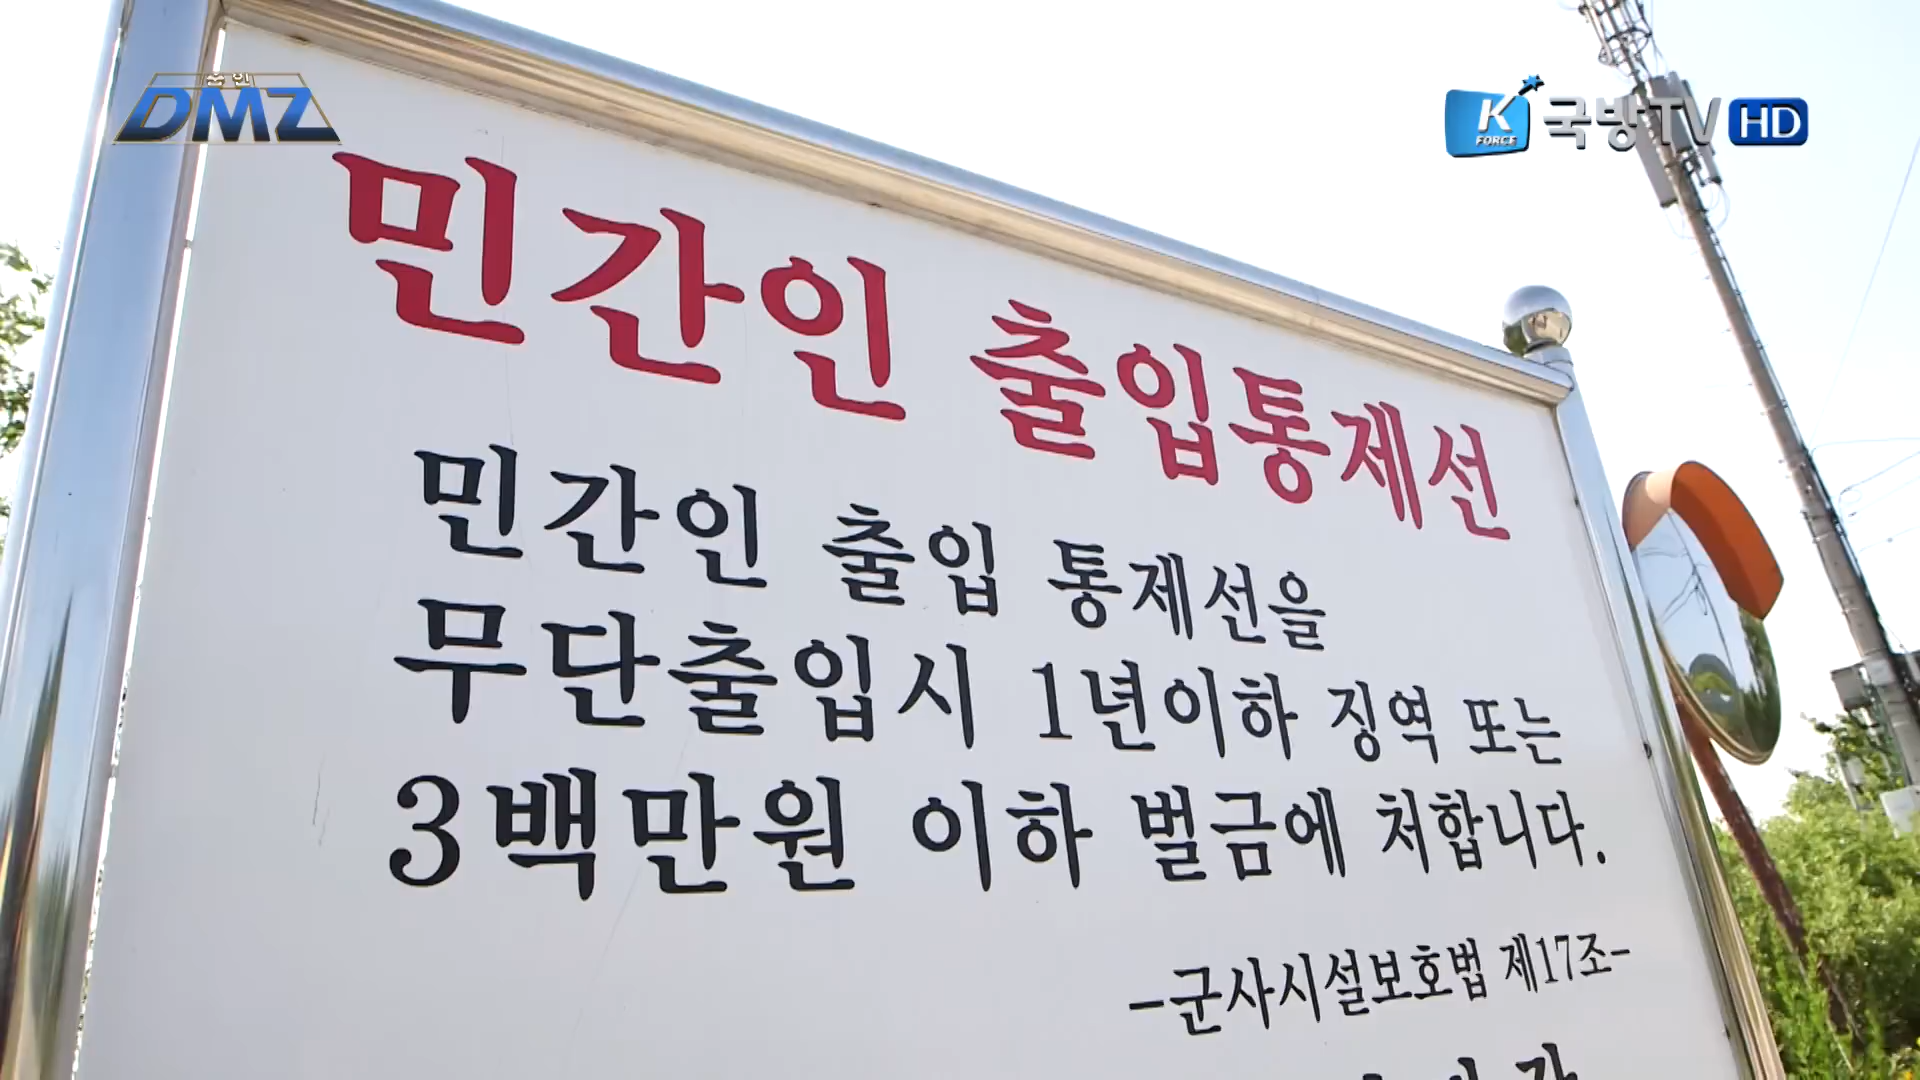 DMZ
K FORCE 국방TV HD
민간인 출입통제선
민간인 출입 통제선을
무단출입시 1년이하 징역 또는
3백만원 이하 벌금에 처합니다.
-군사시설보호법 제17조-